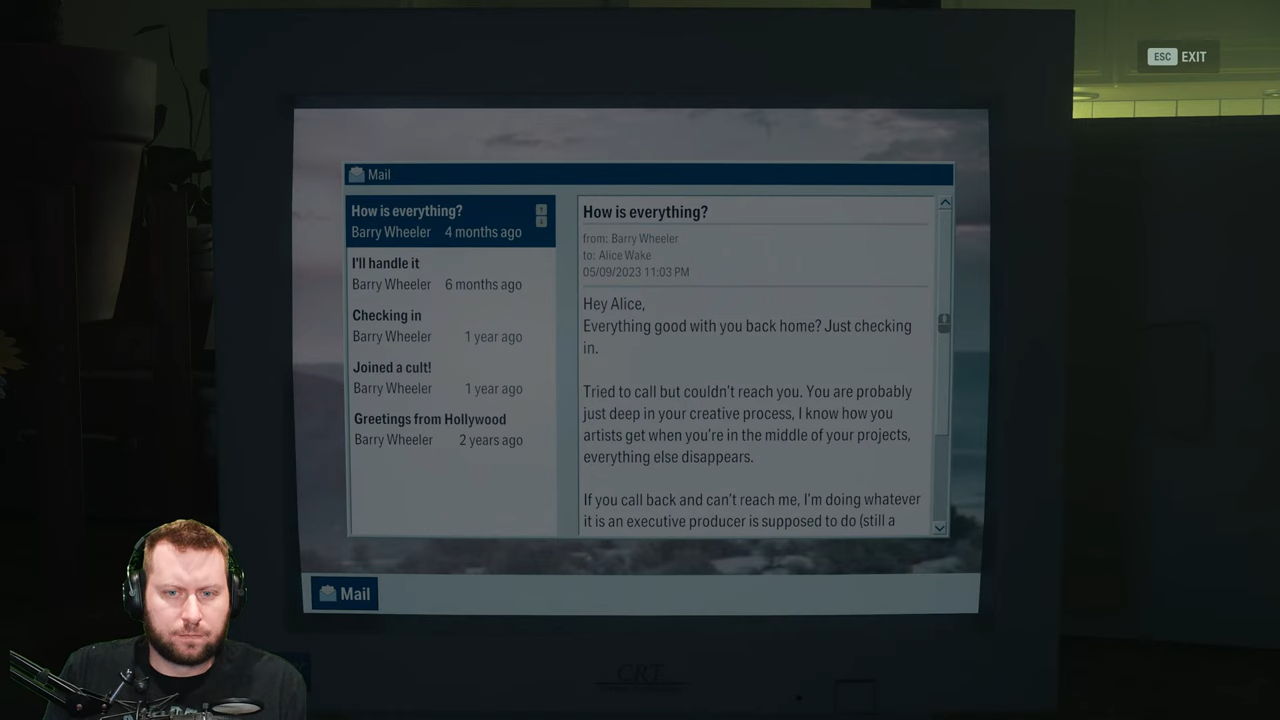 ESC EXIT
Mail
How is everything?
Barry Wheeler 4 months ago
I'll handle it
Barry Wheeler 6 months ago
Checking in
Barry Wheeler 1 year ago
Joined a cult!
Barry Wheeler 1 year ago
Greetings from Hollywood
Barry Wheeler 2 years ago
How is everything?
from: Barry Wheeler
to: Alice Wake
05/09/2023 11:03 PM
Hey Alice,
Everything good with you back home? Just checking
in.
Tried to call but couldn't reach you. You are probably
just deep in your creative process, I know how you
artists get when you're in the middle of your projects,
everything else disappears.
If you call back and can't reach me, I'm doing whatever
it is an executive producer is supposed to do (still a
Mail
CRT